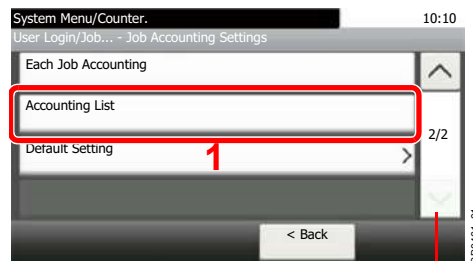 System Menu/Counter. 10:10
User Login/Job... - Job Accounting Settings
Each Job Accounting
Accounting List
2/2
Default Setting
1
< Back